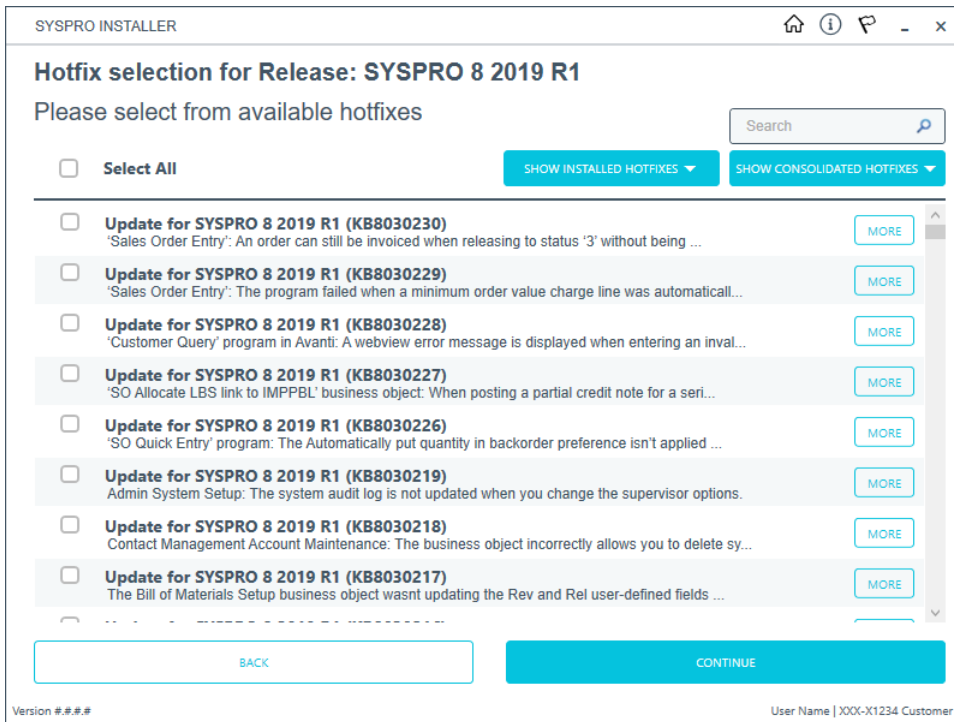 SYSPRO INSTALLER
Hotfix selection for Release: SYSPRO 8 2019 R1
Please select from available hotfixes
Search
Select All
SHOW INSTALLED HOTFIXES
SHOW CONSOLIDATED HOTFIXES
Update for SYSPRO 8 2019 R1 (KB8030230)
‘Sales Order Entry’: An order can still be invoiced when releasing to status ‘3’ without being ...
MORE
Update for SYSPRO 8 2019 R1 (KB8030229)
‘Sales Order Entry’: The program failed when a minimum order value charge line was automaticall...
MORE
Update for SYSPRO 8 2019 R1 (KB8030228)
‘Customer Query’ program in Avanti: A webview error message is displayed when entering an inval...
MORE
Update for SYSPRO 8 2019 R1 (KB8030227)
‘SO Allocate LBS link to IMPPBL’ business object: When posting a partial credit note for a seri...
MORE
Update for SYSPRO 8 2019 R1 (KB8030226)
‘SO Quick Entry’ program: The Automatically put quantity in backorder preference isn’t applied ...
MORE
Update for SYSPRO 8 2019 R1 (KB8030219)
Admin System Setup: The system audit log is not updated when you change the supervisor options.
MORE
Update for SYSPRO 8 2019 R1 (KB8030218)
Contact Management Account Maintenance: The business object incorrectly allows you to delete sy...
MORE
Update for SYSPRO 8 2019 R1 (KB8030217)
The Bill of Materials Setup business object wasnt updating the Rev and Rel user-defined fields ...
MORE
BACK
CONTINUE
Version #.#.#.#
User Name | XXX-X1234 Customer